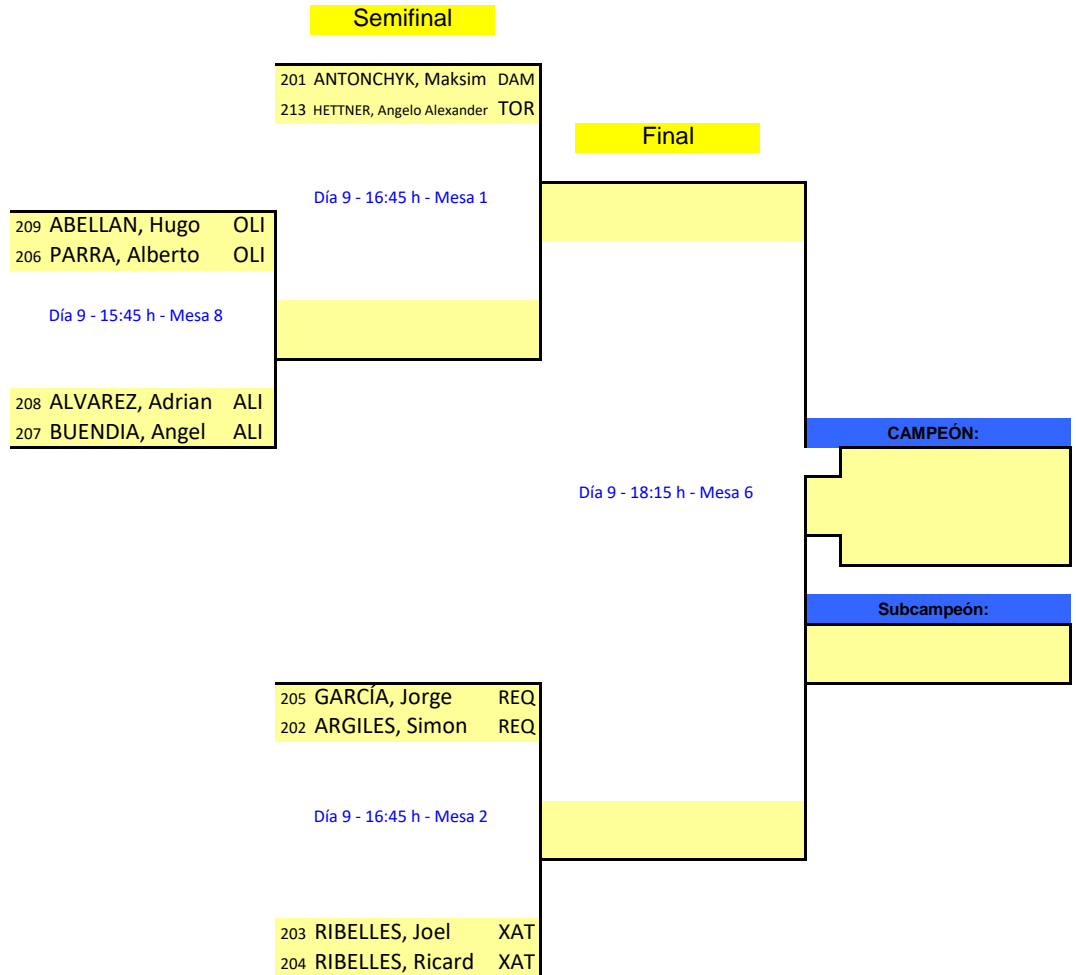 Semifinal
201 ANTONCHYK, Maksim DAM
213 HETTNER, Angelo Alexander TOR
Final
Día 9 - 16:45 h - Mesa 1
209 ABELLAN, Hugo OLI
206 PARRA, Alberto OLI
Día 9 - 15:45 h - Mesa 8
208 ALVAREZ, Adrian ALI
207 BUENDIA, Angel ALI
CAMPEÓN:
Día 9 - 18:15 h - Mesa 6
Subcampeón:
205 GARCÍA, Jorge REQ
202 ARGILES, Simon REQ
Día 9 - 16:45 h - Mesa 2
203 RIBELLES, Joel XAT
204 RIBELLES, Ricard XAT